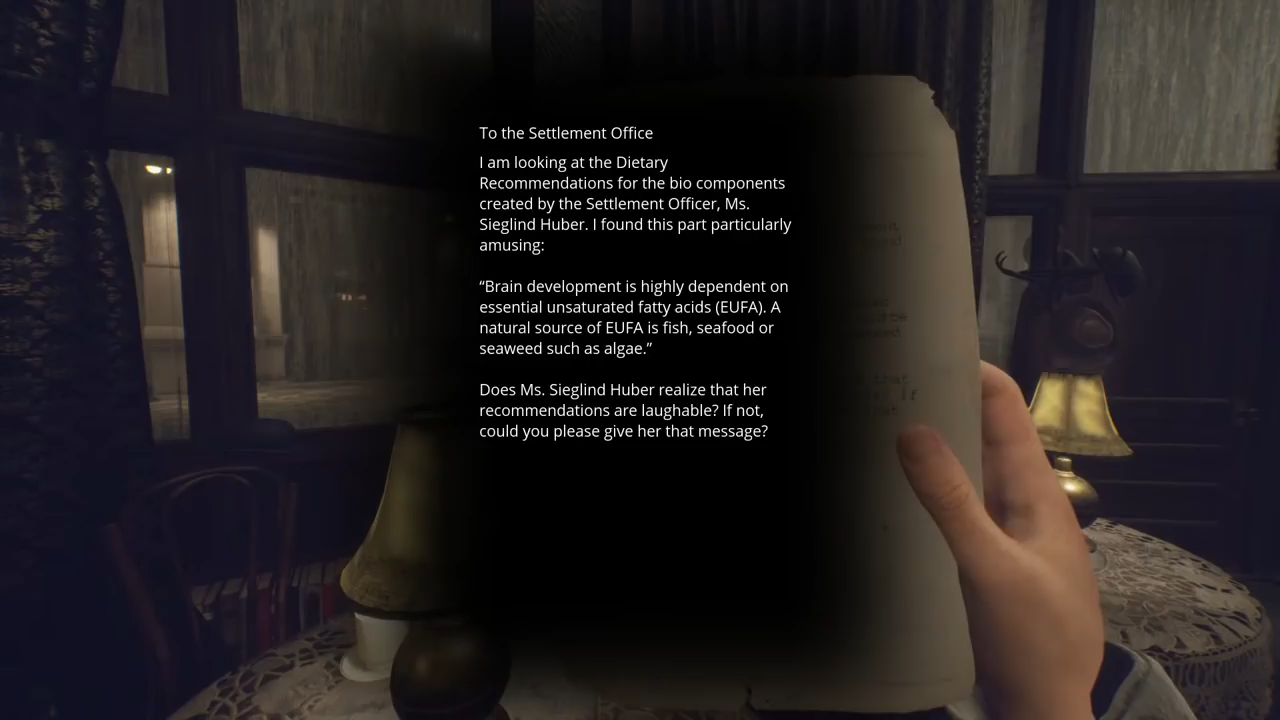 To the Settlement Office
I am looking at the Dietary
Recommendations for the bio components
created by the Settlement Officer, Ms.
Sieglind Huber. I found this part particularly
amusing:
“Brain development is highly dependent on
essential unsaturated fatty acids (EUFA). A
natural source of EUFA is fish, seafood or
seaweed such as algae.”
Does Ms. Sieglind Huber realize that her
recommendations are laughable? If not,
could you please give her that message?